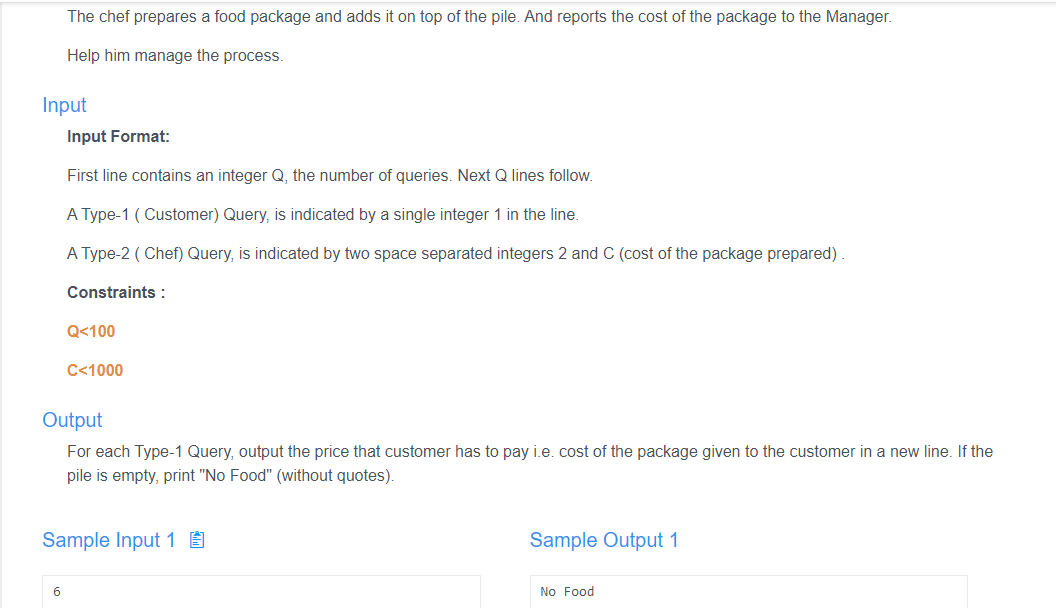 The chef prepares a food package and adds it on top of the pile. And reports the cost of the package to the Manager.
Help him manage the process.
Input
Input Format:
First line contains an integer Q, the number of queries. Next Q lines follow.
A Type-1 ( Customer) Query, is indicated by a single integer 1 in the line.
A Type-2 ( Chef) Query, is indicated by two space separated integers 2 and C (cost of the package prepared) .
Constraints :
Q<100
C<1000
Output
For each Type-1 Query, output the price that customer has to pay i.e. cost of the package given to the customer in a new line. If the
pile is empty, print "No Food" (without quotes).
Sample Input 1
6
Sample Output 1
No Food